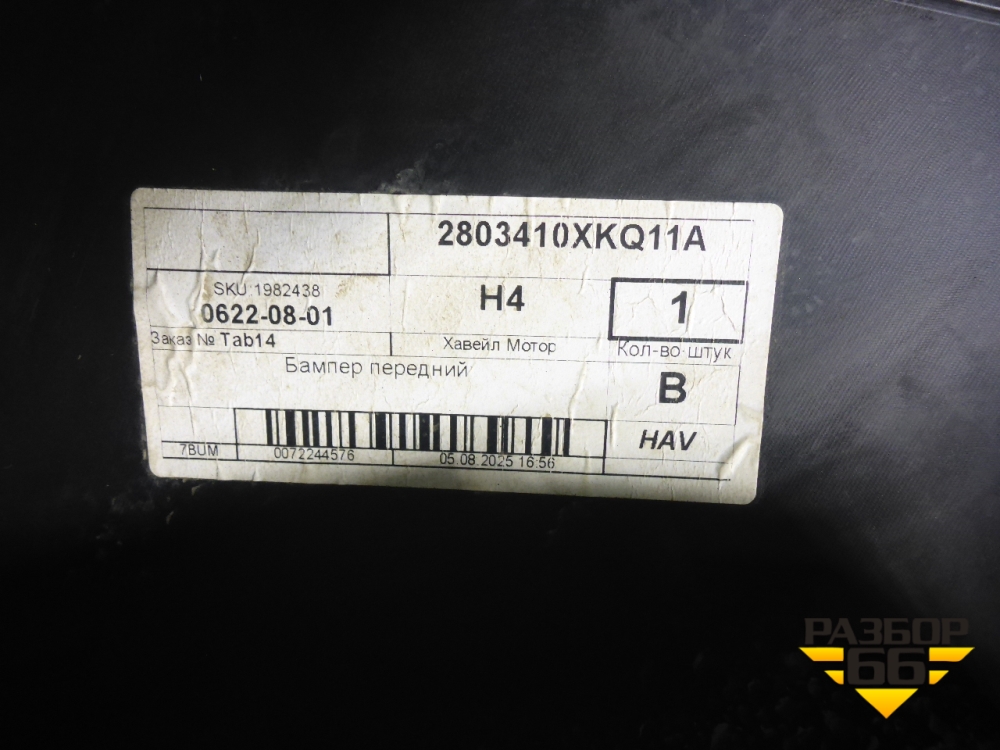 2803410XKQ11A
SKU 1982438
0622-08-01
H4
1
Заказ № Tab14
Хавейл Мотор
Кол-во штук
Бампер передний
B
7BUM
0072244576
05.08.2025 16:56
HAV
РАЗБОР
66